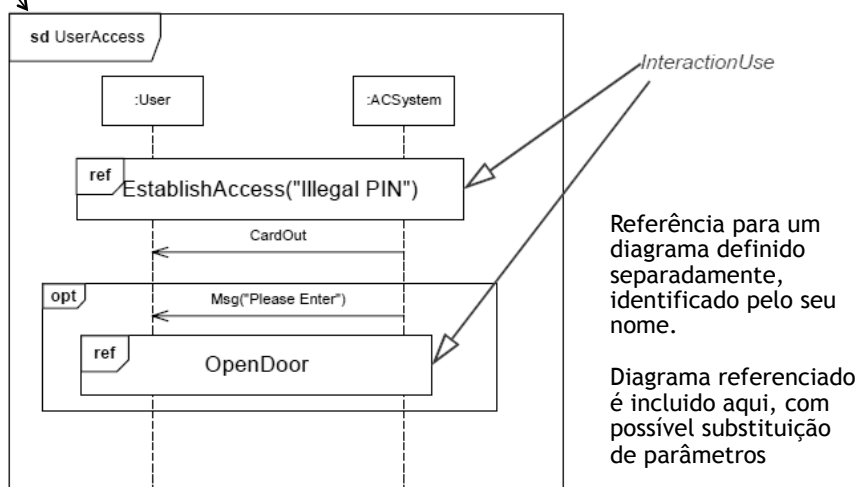 sd UserAccess
InteractionUse
:User
:ACSystem
ref
EstablishAccess("Illegal PIN")
CardOut
opt
Msg("Please Enter")
ref
OpenDoor
Referência para um
diagrama definido
separadamente,
identificado pelo seu
nome.
Diagrama referenciado
é incluido aqui, com
possível substituição
de parâmetros